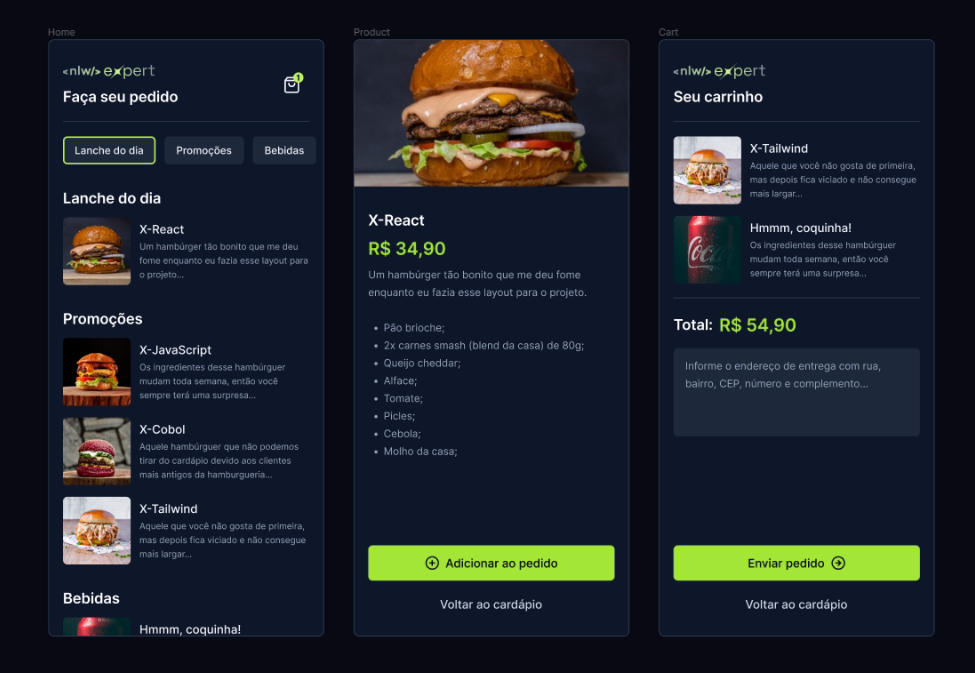 Home
<nlw/> expert
Faça seu pedido
1
Lanche do dia
Promoções
Bebidas
Lanche do dia
X-React
Um hambúrger tão bonito que me deu
fome enquanto eu fazia esse layout para
o projeto...
Promoções
X-JavaScript
Os ingredientes desse hambúrguer
mudam toda semana, então você
sempre terá uma surpresa...
X-Cobol
Aquele hambúrguer que não podemos
tirar do cardápio devido aos clientes
mais antigos da hamburgueria...
X-Tailwind
Aquele que você não gosta de primeira,
mas depois fica viciado e não consegue
mais largar...
Bebidas
Hmmm, coquinha!
Product
X-React
R$ 34,90
Um hambúrger tão bonito que me deu fome
enquanto eu fazia esse layout para o projeto.
• Pão brioche;
• 2x carnes smash (blend da casa) de 80g;
• Queijo cheddar;
• Alface;
• Tomate;
• Picles;
• Cebola;
• Molho da casa;
Adicionar ao pedido
Voltar ao cardápio
Cart
<nlw/> expert
Seu carrinho
X-Tailwind
Aquele que você não gosta de primeira,
mas depois fica viciado e não consegue
mais largar...
Coca
Hmmm, coquinha!
Os ingredientes desse hambúrguer
mudam toda semana, então você
sempre terá uma surpresa...
Total: R$ 54,90
Informe o endereço de entrega com rua,
bairro, CEP, número e complemento...
Enviar pedido
Voltar ao cardápio